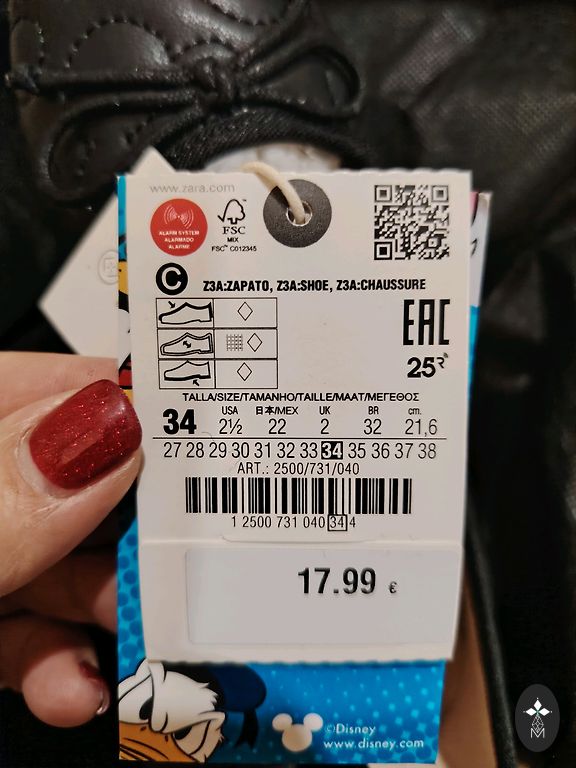 www.zara.com
ALARM SYSTEM
ALARMADO
ALARME
FSC
MIX
FSC™ C012345
C Z3A:ZAPATO, Z3A:SHOE, Z3A:CHAUSSURE
EAC
25
TALLA/SIZE/TAMANHO/TAILLE/MAAT/ΜΕΓΕΘΟΣ
USA 日本/MEX UK BR cm.
34 2½ 22 2 32 21,6
27 28 29 30 31 32 33 34 35 36 37 38
ART.: 2500/731/040
1 2500 731 040 34 4
17.99 €
©Disney
www.disney.com
M